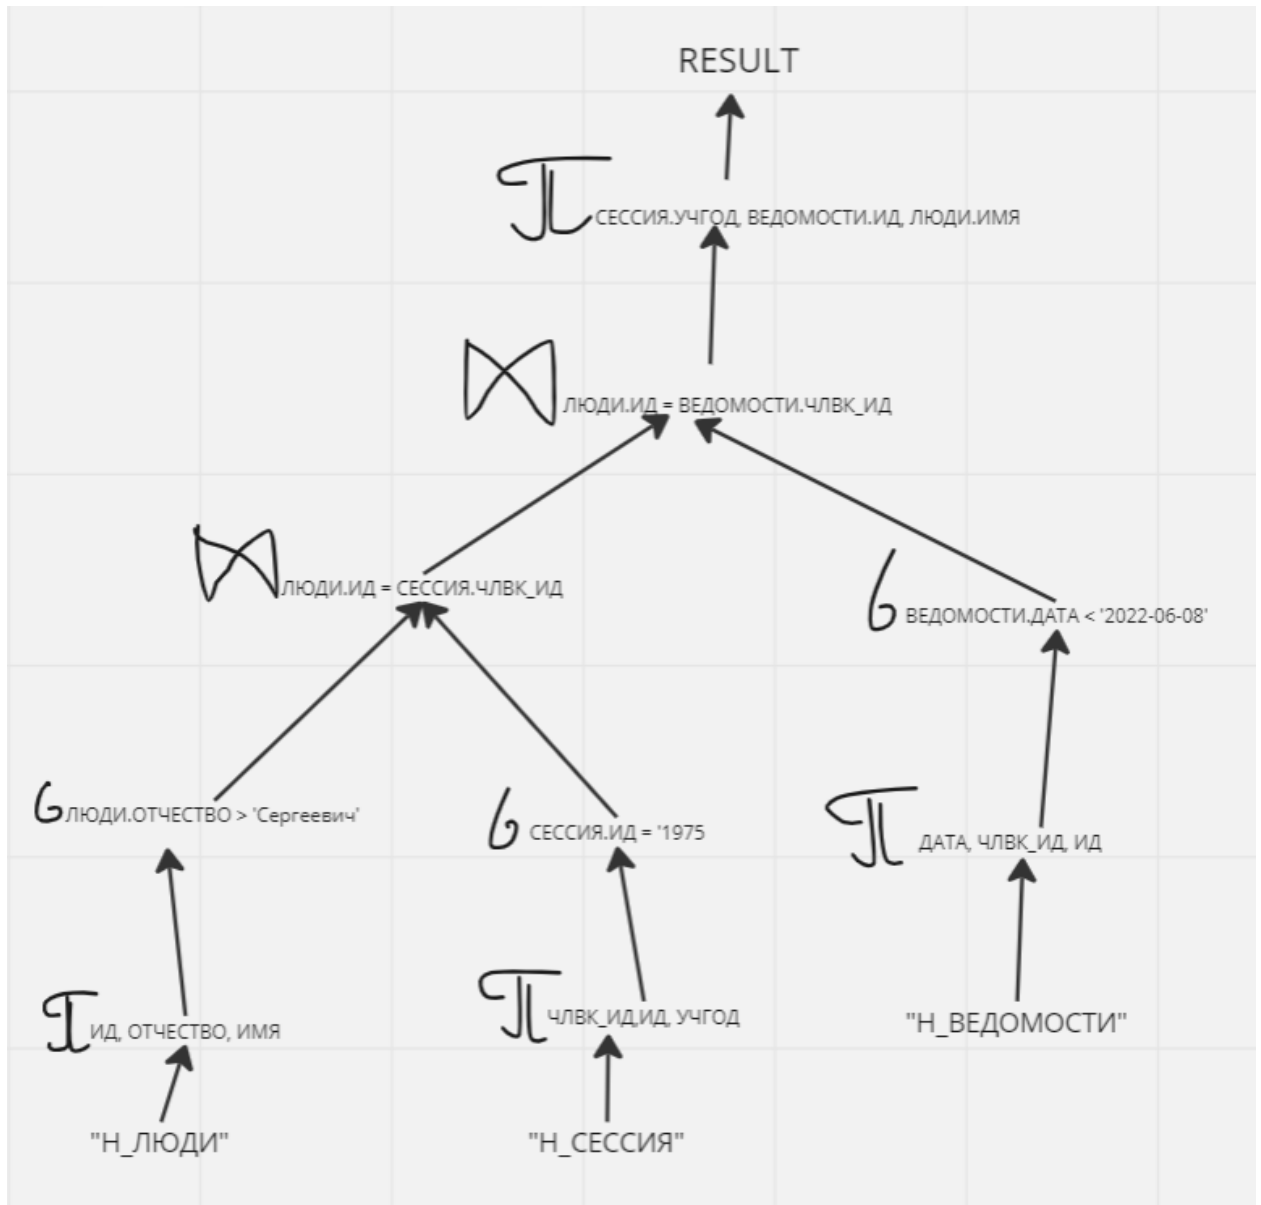 RESULT
π СЕССИЯ.УЧГОД, ВЕДОМОСТИ.ИД, ЛЮДИ.ИМЯ
⋈ ЛЮДИ.ИД = ВЕДОМОСТИ.ЧЛВК_ИД
⋈ ЛЮДИ.ИД = СЕССИЯ.ЧЛВК_ИД
б ВЕДОМОСТИ.ДАТА < '2022-06-08'
б ЛЮДИ.ОТЧЕСТВО > 'Сергеевич'
б СЕССИЯ.ИД = '1975
π ДАТА, ЧЛВК_ИД, ИД
π ИД, ОТЧЕСТВО, ИМЯ
π ЧЛВК_ИД,ИД, УЧГОД
"Н_ВЕДОМОСТИ"
"Н_ЛЮДИ"
"Н_СЕССИЯ"